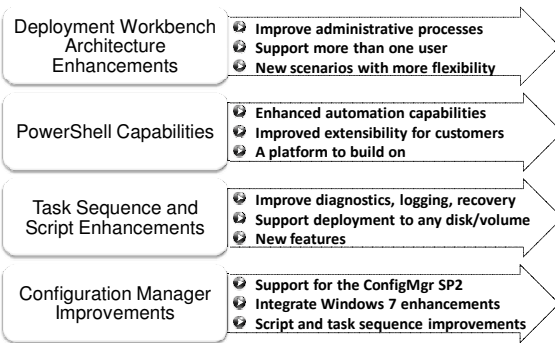 Deployment Workbench
Architecture
Enhancements
Improve administrative processes
Support more than one user
New scenarios with more flexibility
PowerShell Capabilities
Enhanced automation capabilities
Improved extensibility for customers
A platform to build on
Task Sequence and
Script Enhancements
Improve diagnostics, logging, recovery
Support deployment to any disk/volume
New features
Configuration Manager
Improvements
Support for the ConfigMgr SP2
Integrate Windows 7 enhancements
Script and task sequence improvements